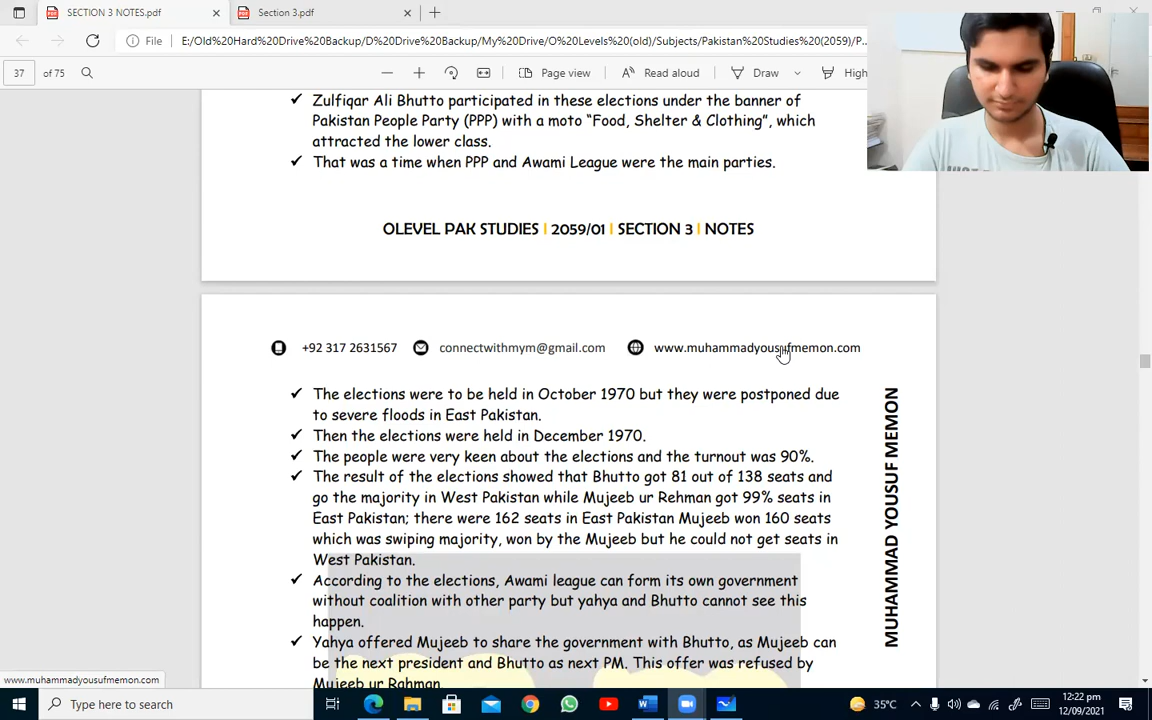 SECTION 3 NOTES.pdf
Section 3.pdf
File
E:/Old%20Hard%20Drive%20Backup/D%20Drive%20Backup/My%20Drive/O%20Levels%20(old)/Subjects/Pakistan%20Studies%20(2059)/P...
37 of 75
Page view
Read aloud
Draw
High
Zulfiqar Ali Bhutto participated in these elections under the banner of
Pakistan People Party (PPP) with a moto “Food, Shelter & Clothing”, which
attracted the lower class.
That was a time when PPP and Awami League were the main parties.
OLEVEL PAK STUDIES | 2059/01 | SECTION 3 | NOTES
+92 317 2631567 connectwithmym@gmail.com www.muhammadyousufmemon.com
The elections were to be held in October 1970 but they were postponed due
to severe floods in East Pakistan.
Then the elections were held in December 1970.
The people were very keen about the elections and the turnout was 90%.
The result of the elections showed that Bhutto got 81 out of 138 seats and
go the majority in West Pakistan while Mujeeb ur Rehman got 99% seats in
East Pakistan; there were 162 seats in East Pakistan Mujeeb won 160 seats
which was swiping majority, won by the Mujeeb but he could not get seats in
West Pakistan.
According to the elections, Awami league can form its own government
without coalition with other party but yahya and Bhutto cannot see this
happen.
Yahya offered Mujeeb to share the government with Bhutto, as Mujeeb can
be the next president and Bhutto as next PM. This offer was refused by
Mujeeb ur Rahman
MUHAMMAD YOUSUF MEMON
www.muhammadyousufmemon.com
Type here to search
35°C
12:22 pm
12/09/2021